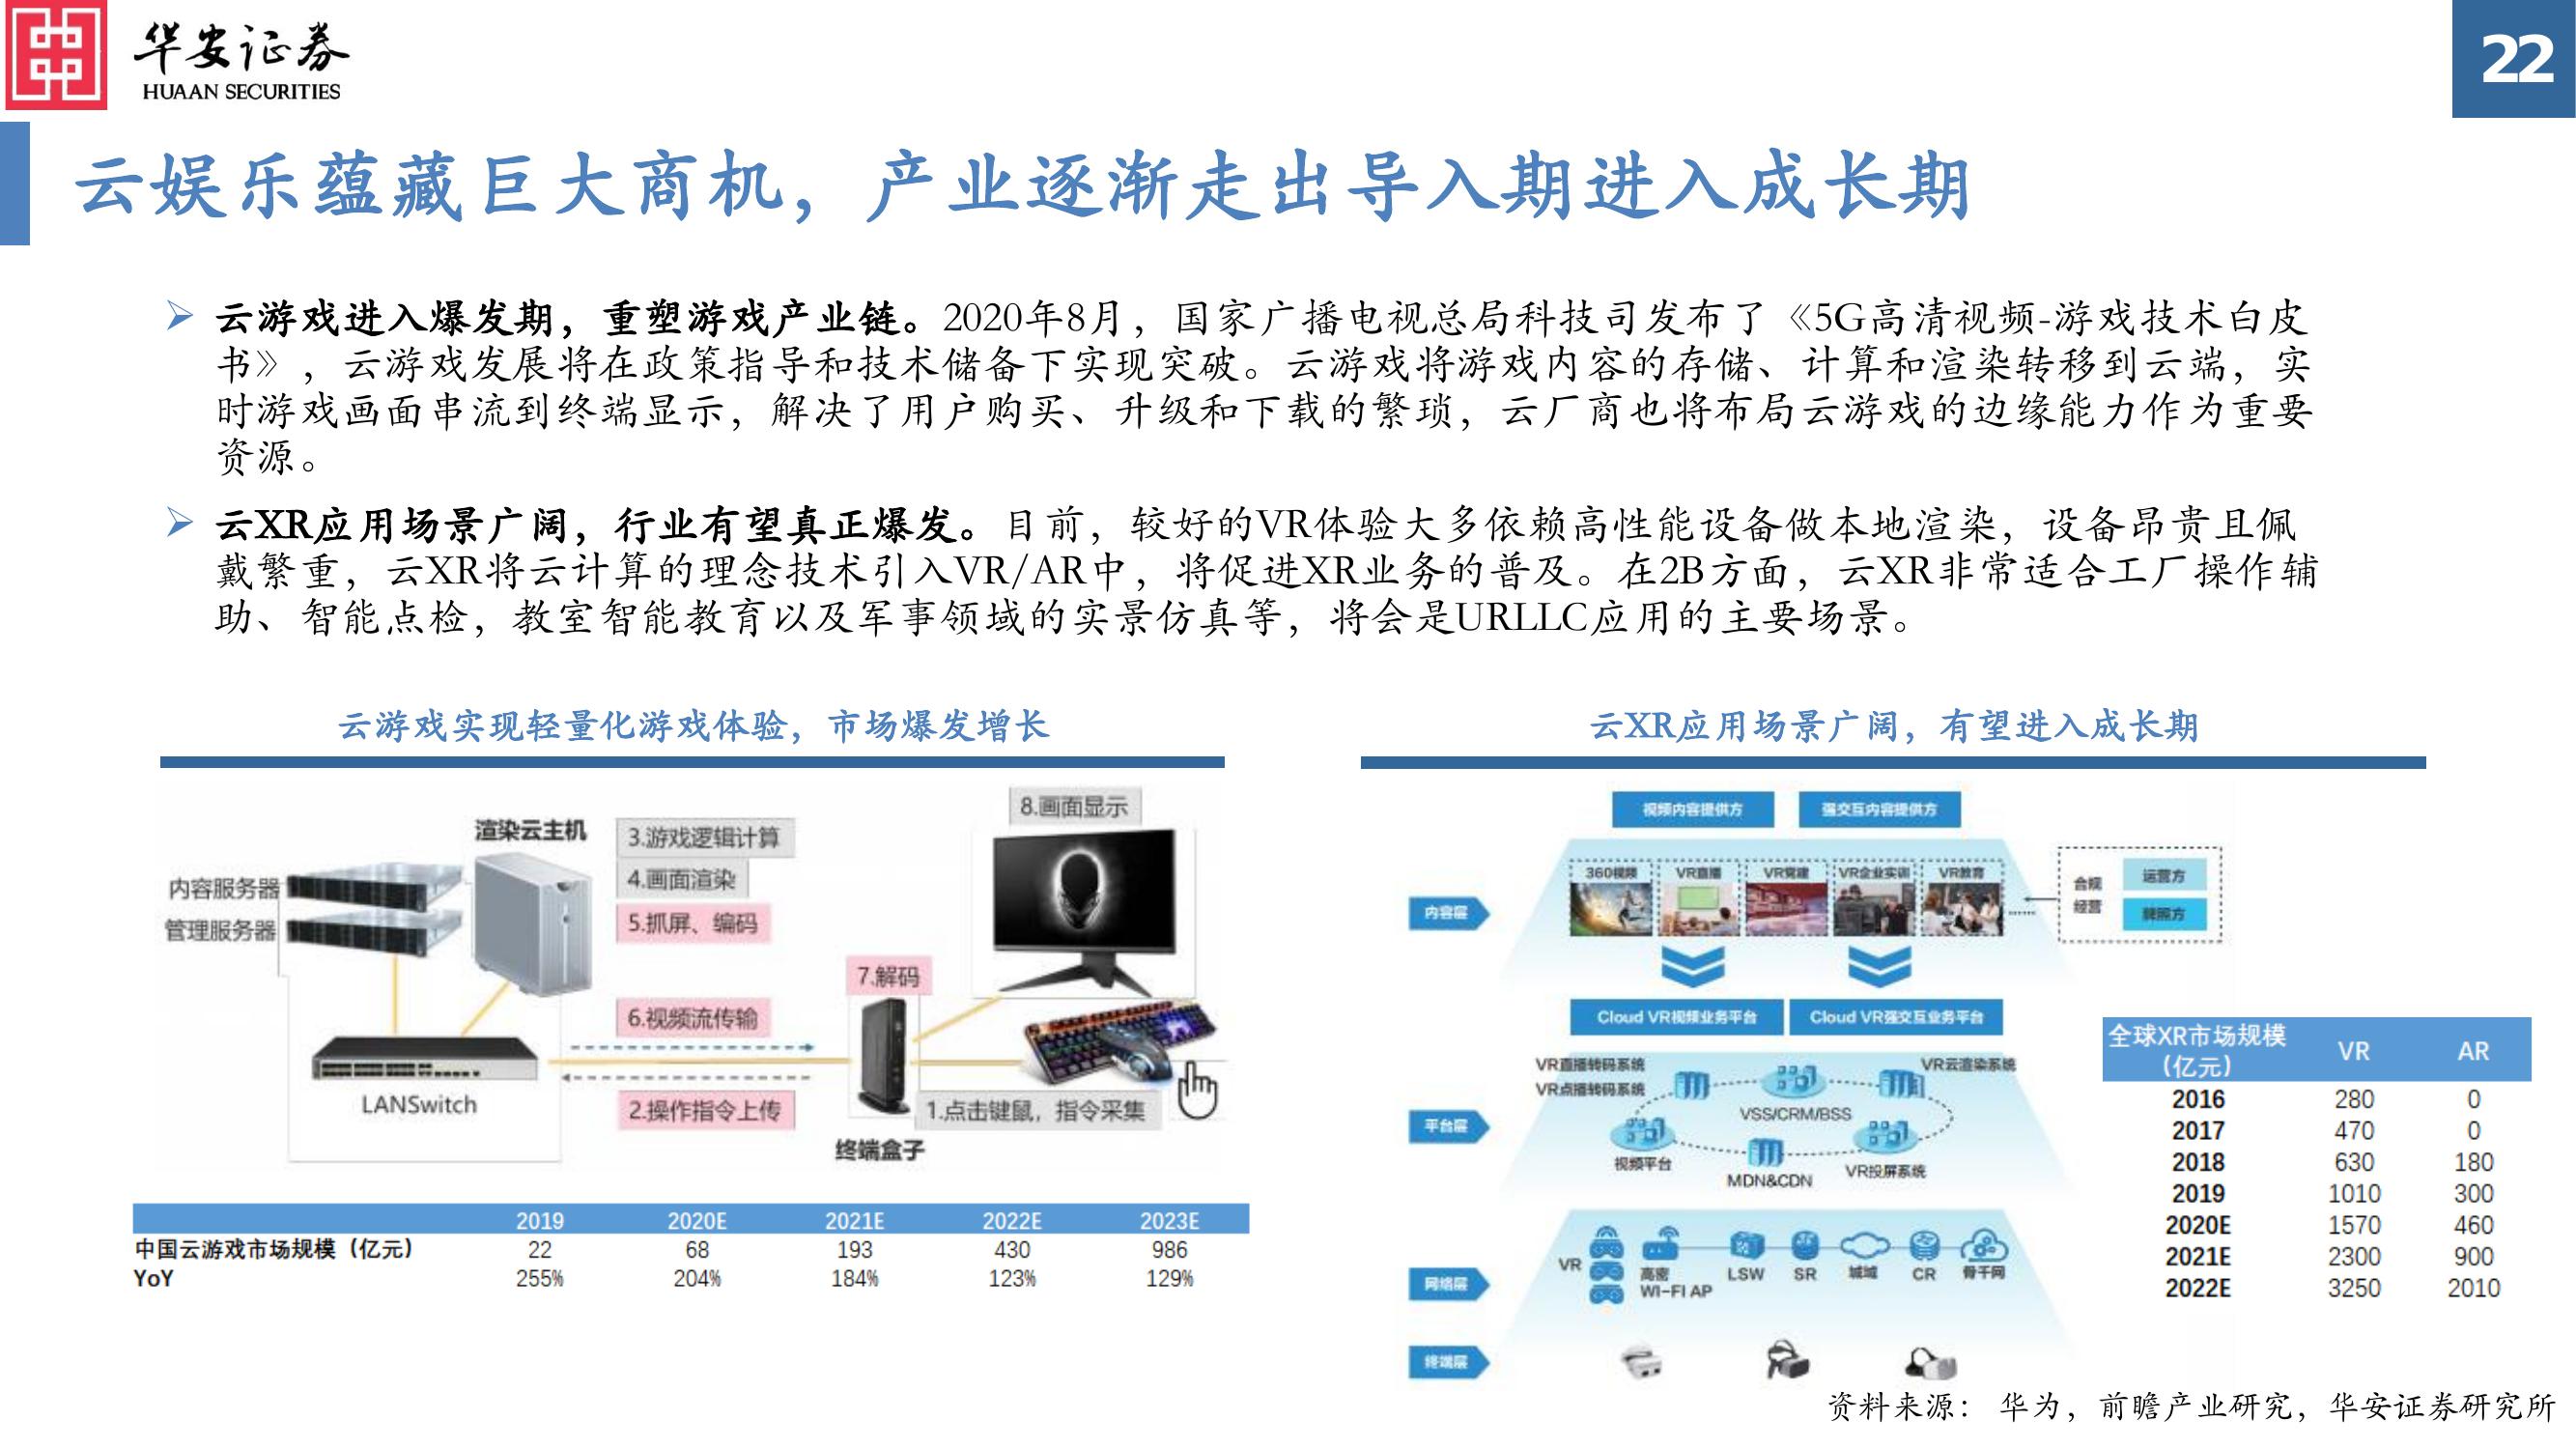 华安证券
HUAAN SECURITIES
22
云娱乐蕴藏巨大商机，产业逐渐走出导入期进入成长期
云游戏进入爆发期，重塑游戏产业链。2020年8月，国家广播电视总局科技司发布了《5G高清视频-游戏技术白皮
书》，云游戏发展将在政策指导和技术储备下实现突破。云游戏将游戏内容的存储、计算和渲染转移到云端，实
时游戏画面串流到终端显示，解决了用户购买、升级和下载的繁琐，云厂商也将布局云游戏的边缘能力作为重要
资源。
云XR应用场景广阔，行业有望真正爆发。目前，较好的VR体验大多依赖高性能设备做本地渲染，设备昂贵且佩
戴繁重，云XR将云计算的理念技术引入VR/AR中，将促进XR业务的普及。在2B方面，云XR非常适合工厂操作辅
助、智能点检，教室智能教育以及军事领域的实景仿真等，将会是URLLC应用的主要场景。
云游戏实现轻量化游戏体验，市场爆发增长
渲染云主机
内容服务器
管理服务器
3.游戏逻辑计算
4.画面渲染
5.抓屏、编码
6.视频流传输
7.解码
8.画面显示
LANSwitch
2.操作指令上传
1.点击键鼠，指令采集
终端盒子
2019 2020E 2021E 2022E 2023E
中国云游戏市场规模（亿元） 22 68 193 430 986
YoY 255% 204% 184% 123% 129%
云XR应用场景广阔，有望进入成长期
视频内容提供方 强交互内容提供方
360视频 VR直播 VR党建 VR企业实训 VR教育
内容层
......
合规
经营
运营方
牌照方
Cloud VR视频业务平台 Cloud VR强交互业务平台
VR直播转码系统
VR点播转码系统
VR云渲染系统
VSS/CRM/BSS
平台层
视频平台
MDN&CDN
VR投屏系统
网络层
VR
高密
WI-FI AP
LSW SR 城域 CR 骨干网
终端层
全球XR市场规模
（亿元） VR AR
2016 280 0
2017 470 0
2018 630 180
2019 1010 300
2020E 1570 460
2021E 2300 900
2022E 3250 2010
资料来源： 华为，前瞻产业研究，华安证券研究所